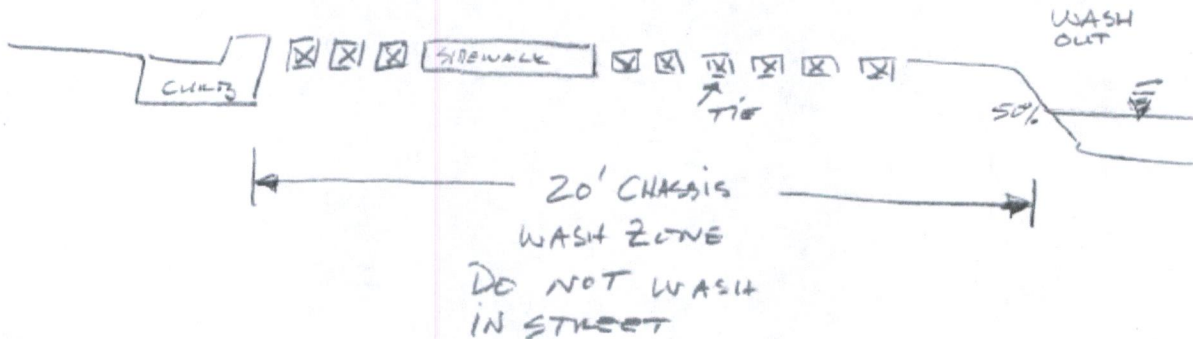 WASH
OUT
CURB
SIDEWALK
TIE
50%
20' CHASSIS
WASH ZONE
DO NOT WASH
IN STREET